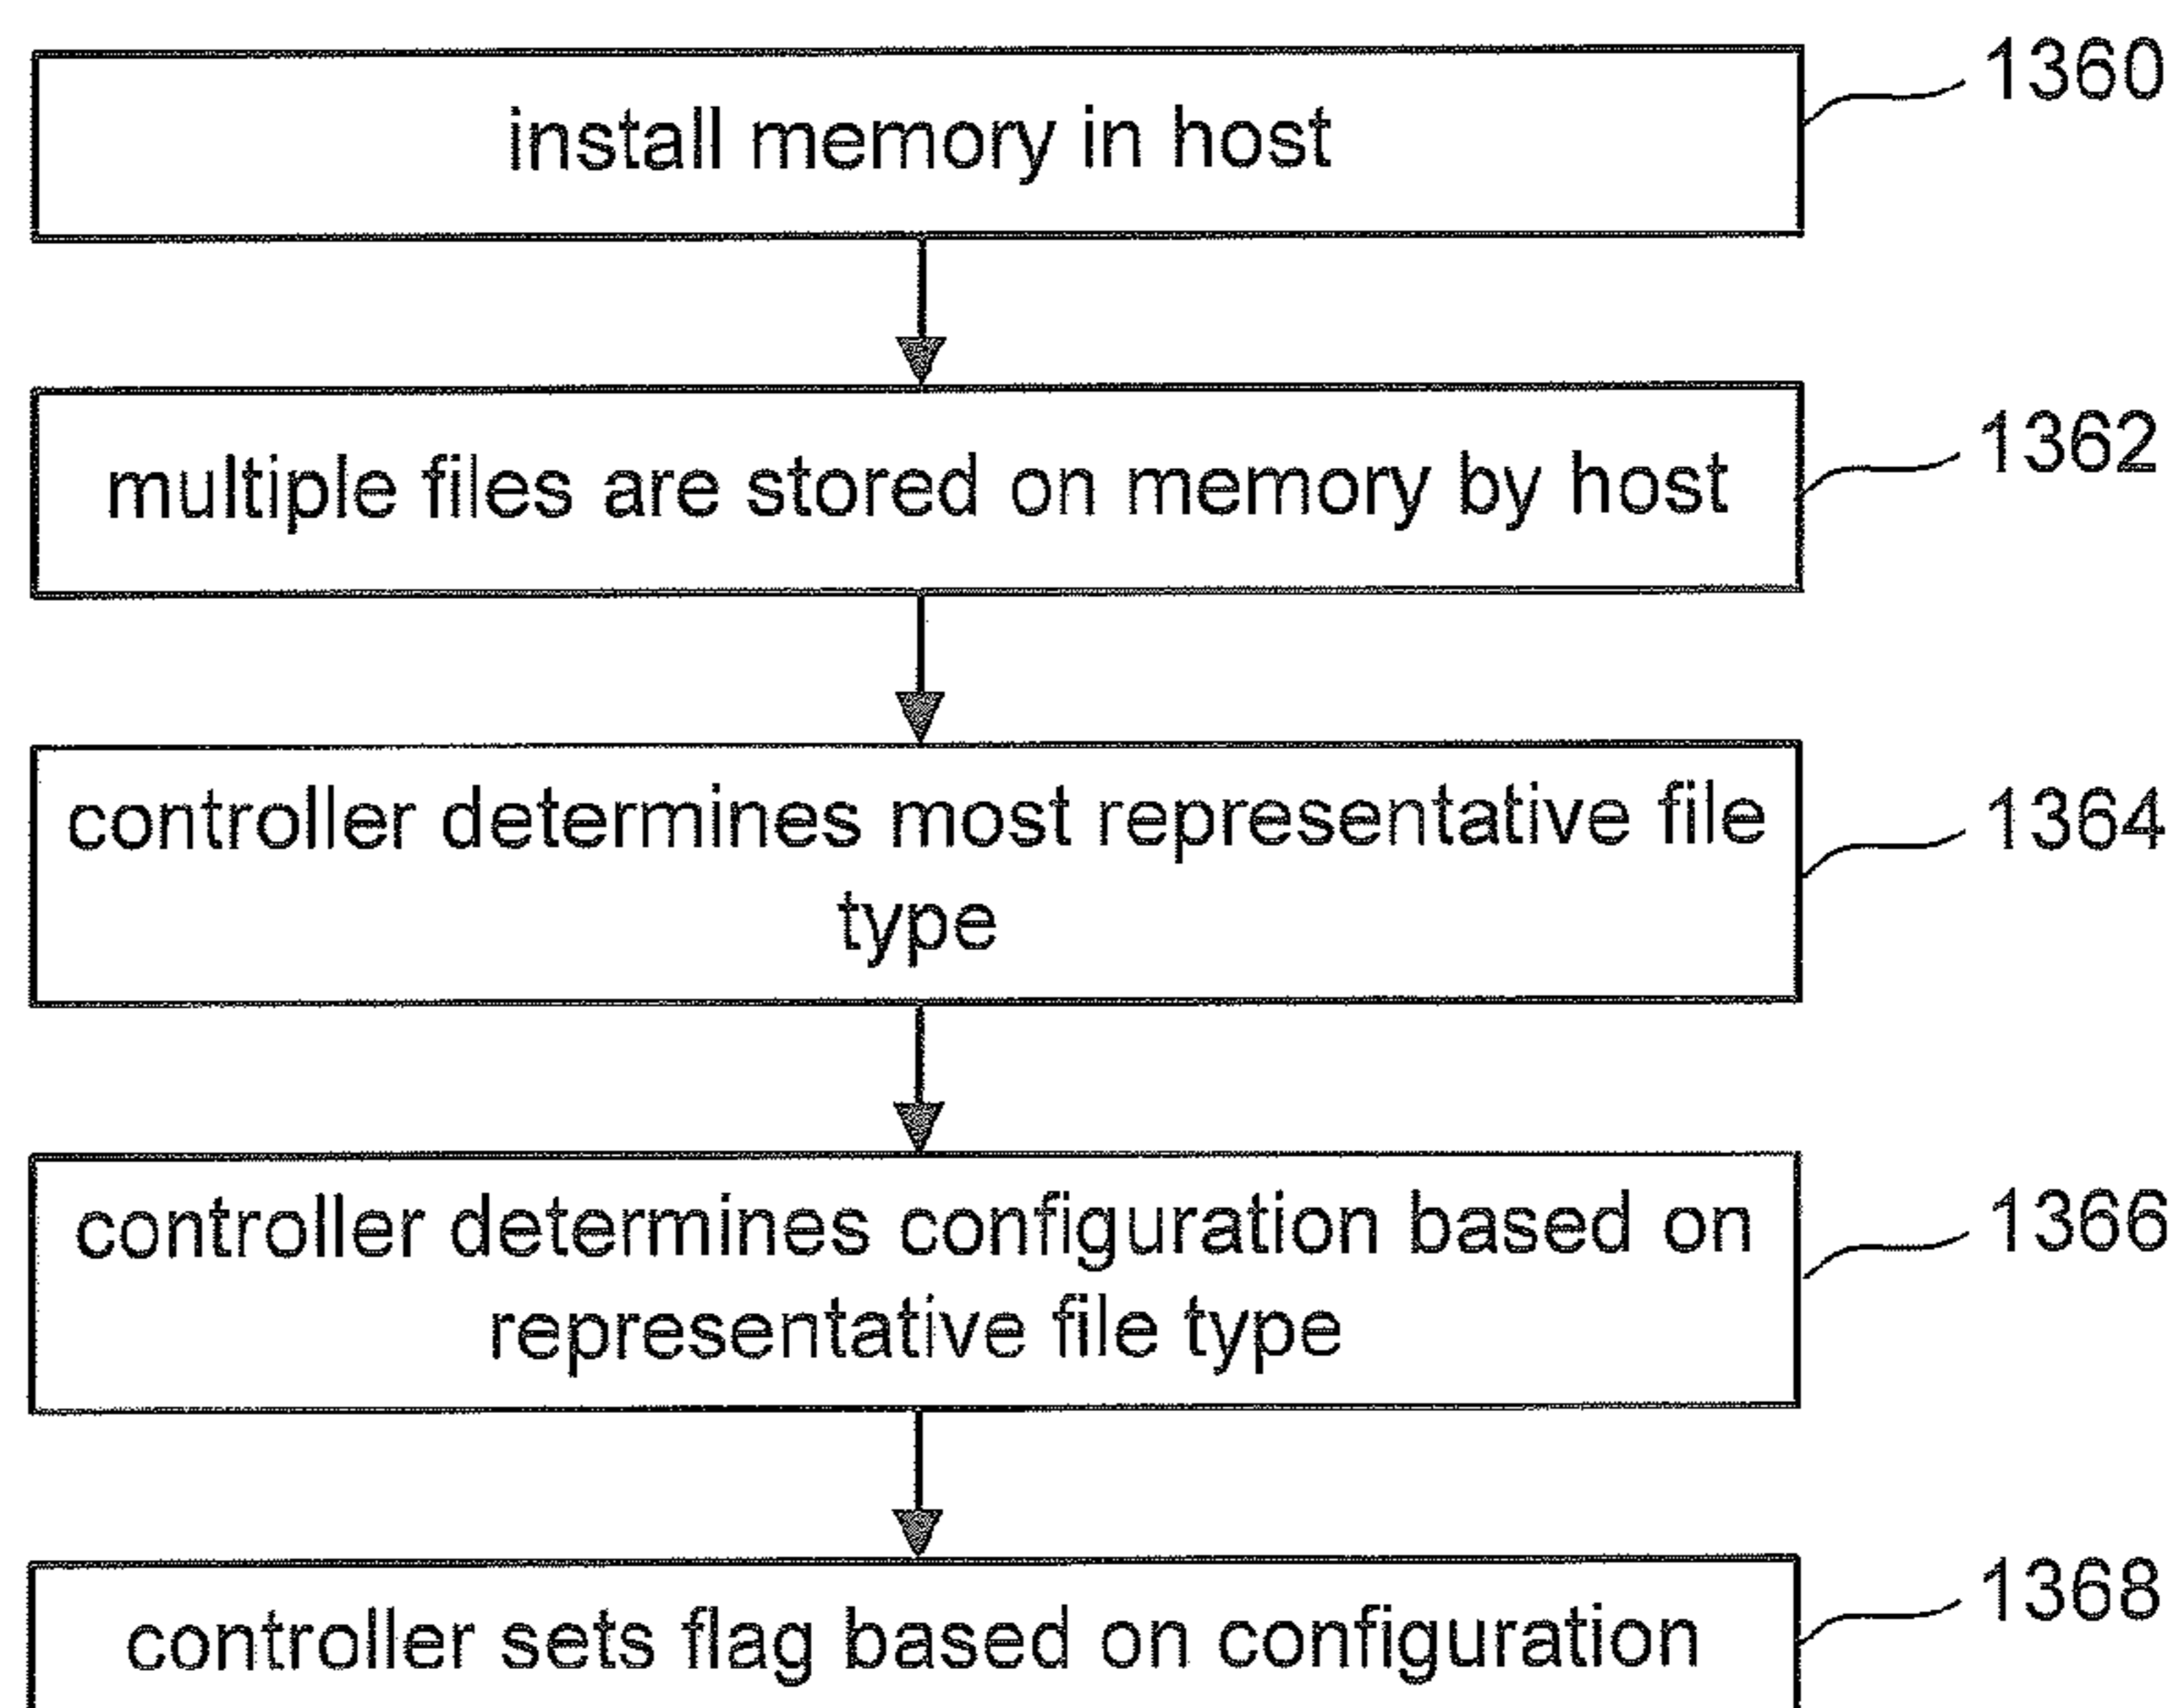 install memory in host
1360
multiple files are stored on memory by host
1362
controller determines most representative file
type
1364
controller determines configuration based on
representative file type
1366
controller sets flag based on configuration
1368